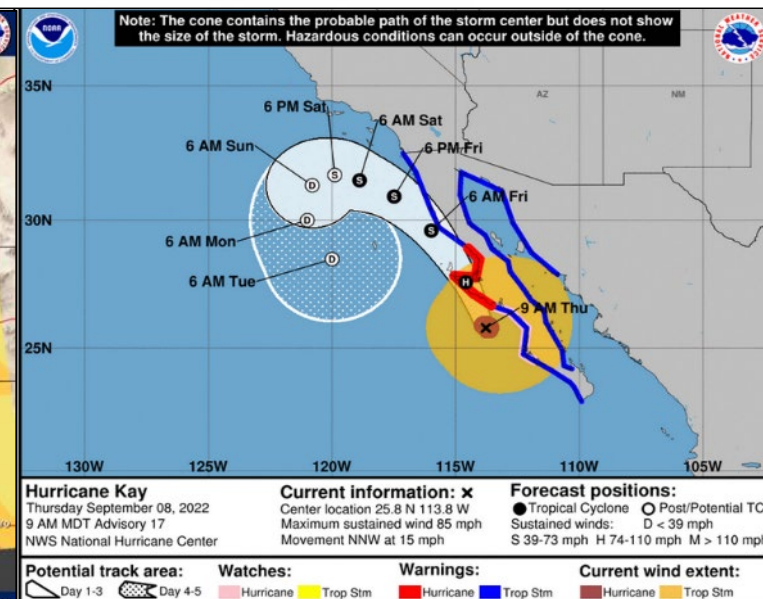 Note: The cone contains the probable path of the storm center but does not show
the size of the storm. Hazardous conditions can occur outside of the cone.
NOAA
35N
AZ
NM
6 PM Sat
6 AM Sat
6 AM Sun
6 PM Fri
S
S
D
S
30N
6 AM Fri
D
S
6 AM Mon
D
6 AM Tue
H
9 AM Thu
25N
130W
125W
120W
115W
110W
105W
Hurricane Kay
Thursday September 08, 2022
9 AM MDT Advisory 17
NWS National Hurricane Center
Current information: ×
Center location 25.8 N 113.8 W
Maximum sustained wind 85 mph
Movement NNW at 15 mph
Forecast positions:
● Tropical Cyclone ○ Post/Potential TC
Sustained winds: D < 39 mph
S 39-73 mph H 74-110 mph M > 110 mph
Potential track area:
Day 1-3 Day 4-5
Watches:
Hurricane Trop Stm
Warnings:
Hurricane Trop Stm
Current wind extent:
Hurricane Trop Stm